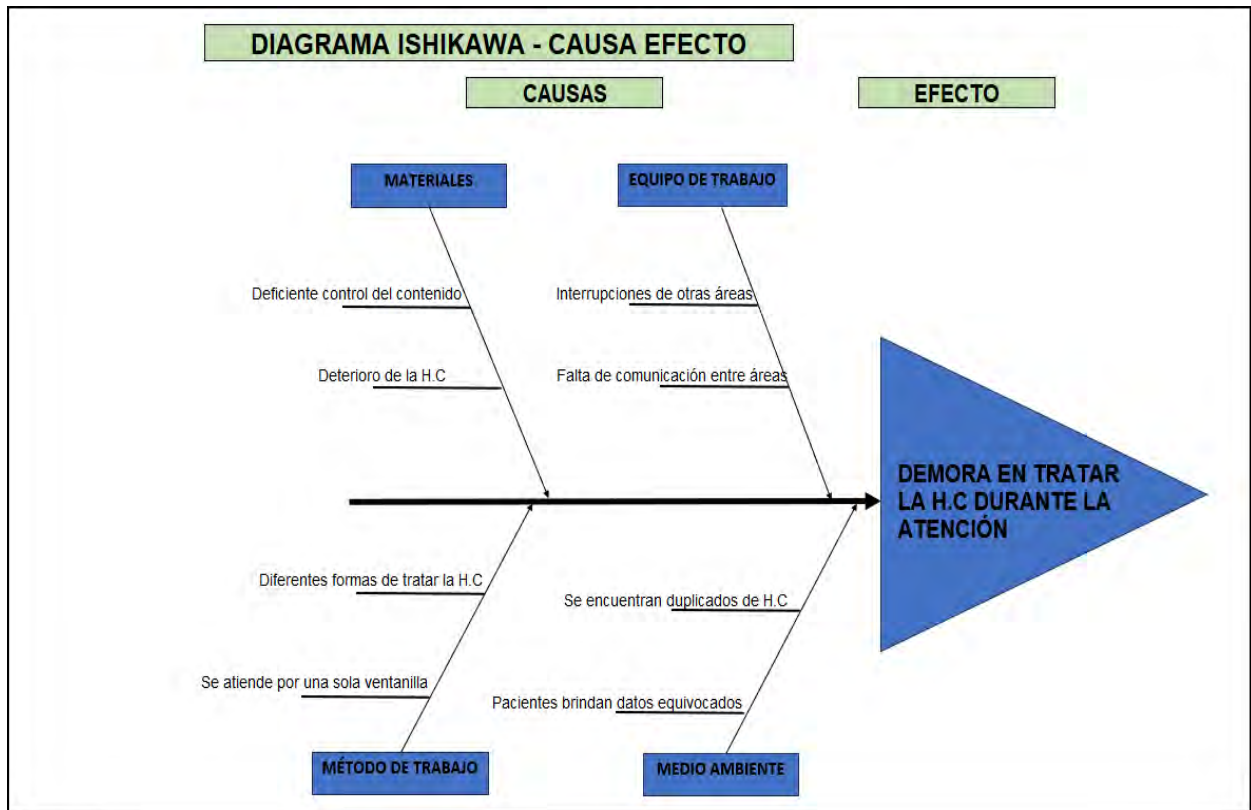 DIAGRAMA ISHIKAWA - CAUSA EFECTO
CAUSAS
EFECTO
MATERIALES
EQUIPO DE TRABAJO
Deficiente control del contenido
Interrupciones de otras áreas
Deterioro de la H.C
Falta de comunicación entre áreas
DEMORA EN TRATAR
LA H.C DURANTE LA
ATENCIÓN
Diferentes formas de tratar la H.C
Se encuentran duplicados de H.C
Se atiende por una sola ventanilla
Pacientes brindan datos equivocados
MÉTODO DE TRABAJO
MEDIO AMBIENTE